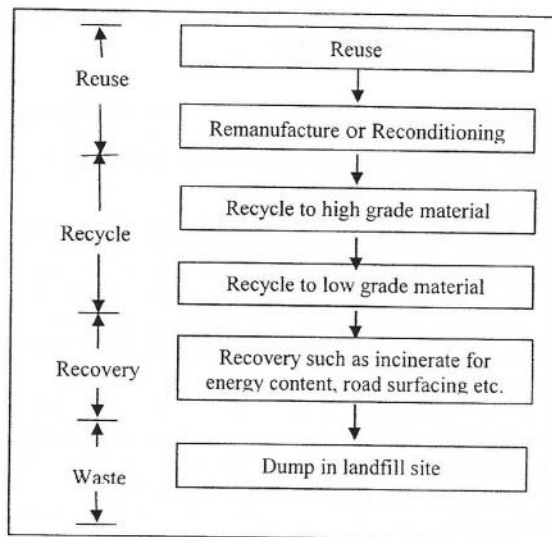 Reuse
Reuse
Remanufacture or Reconditioning
Recycle to high grade material
Recycle
Recycle to low grade material
Recovery
Recovery such as incinerate for
energy content, road surfacing etc.
Waste
Dump in landfill site